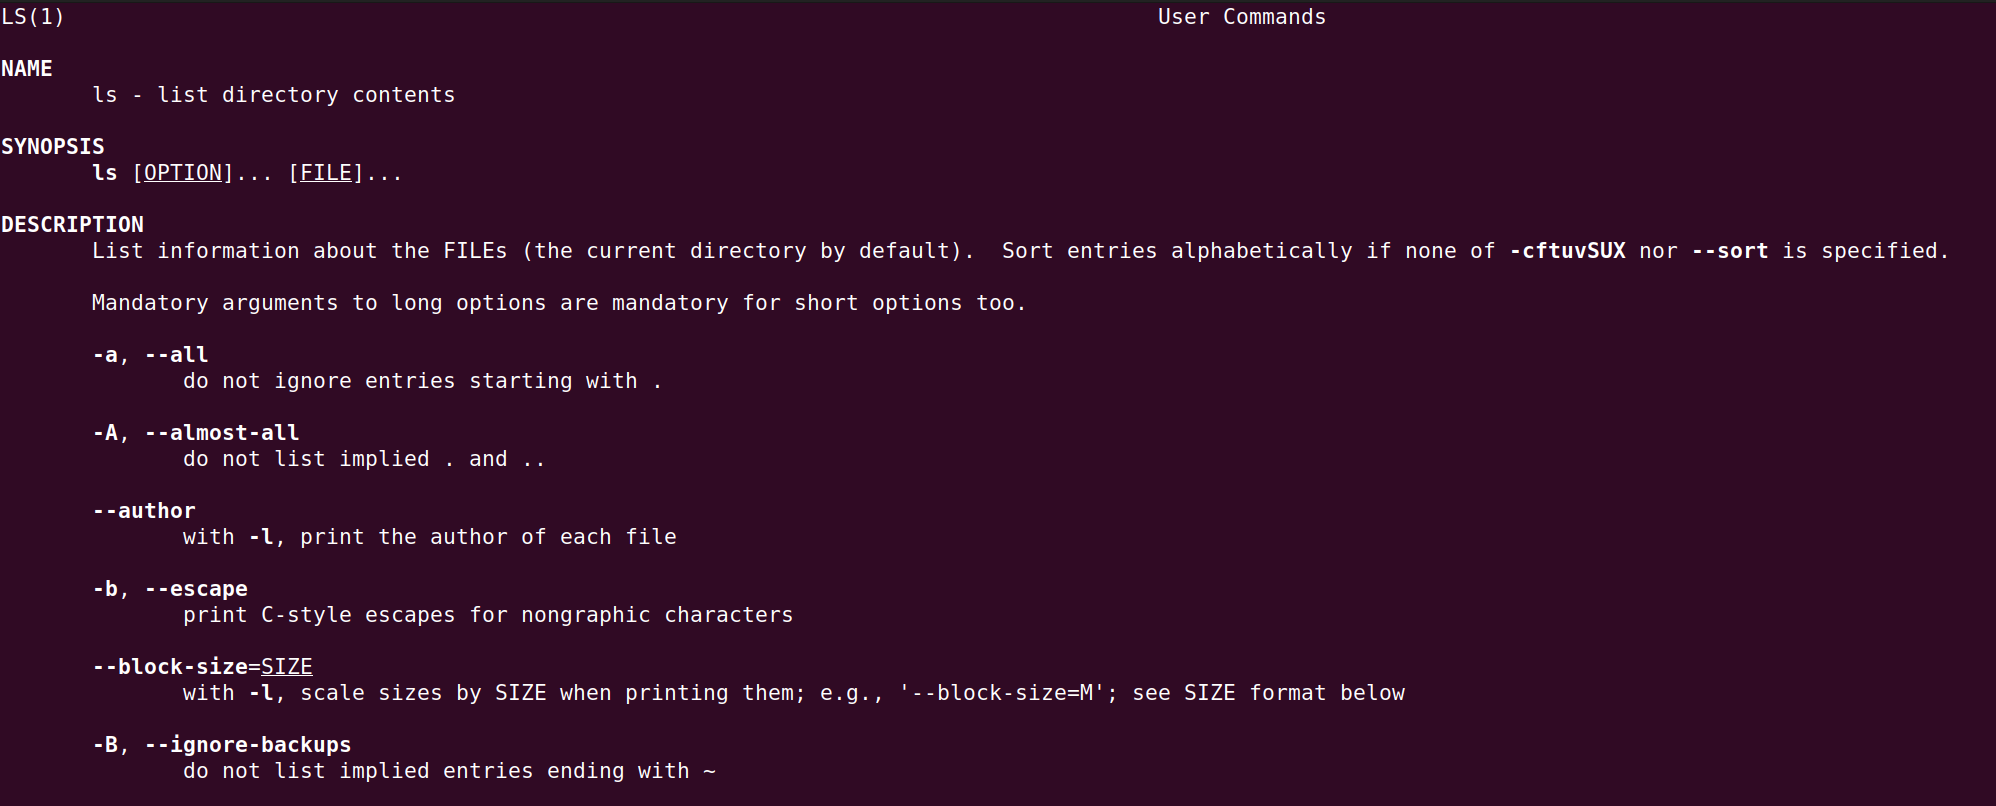 LS(1) User Commands
NAME
ls - list directory contents
SYNOPSIS
ls [OPTION]... [FILE]...
DESCRIPTION
List information about the FILEs (the current directory by default).  Sort entries alphabetically if none of -cftuvSUX nor --sort is specified.
Mandatory arguments to long options are mandatory for short options too.
-a, --all
do not ignore entries starting with .
-A, --almost-all
do not list implied . and ..
--author
with -l, print the author of each file
-b, --escape
print C-style escapes for nongraphic characters
--block-size=SIZE
with -l, scale sizes by SIZE when printing them; e.g., '--block-size=M'; see SIZE format below
-B, --ignore-backups
do not list implied entries ending with ~